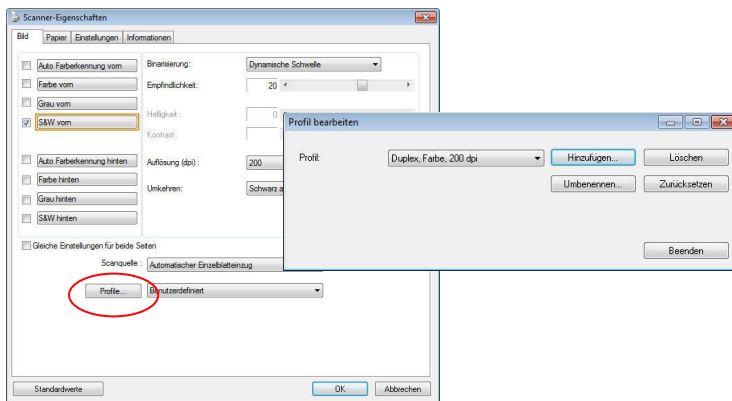 Scanner-Eigenschaften
Bild Papier Einstellungen Informationen
Auto Farberkennung vorn
Binarisierung: Dynamische Schwelle
Farbe vorn
Empfindlichkeit: 20
Grau vorn
S&W vorn
Helligkeit: 0
Kontrast:
Auto Farberkennung hinten
Auflösung (dpi) : 200
Farbe hinten
Umkehren: Schwarz a
Grau hinten
S&W hinten
Gleiche Einstellungen für beide Seiten
Scanquelle : Automatischer Einzelblatteinzug
Profile... Benutzerdefiniert
Standardwerte OK Abbrechen
Profil bearbeiten
Profil: Duplex, Farbe, 200 dpi Hinzufügen... Löschen
Umbenennen... Zurücksetzen
Beenden